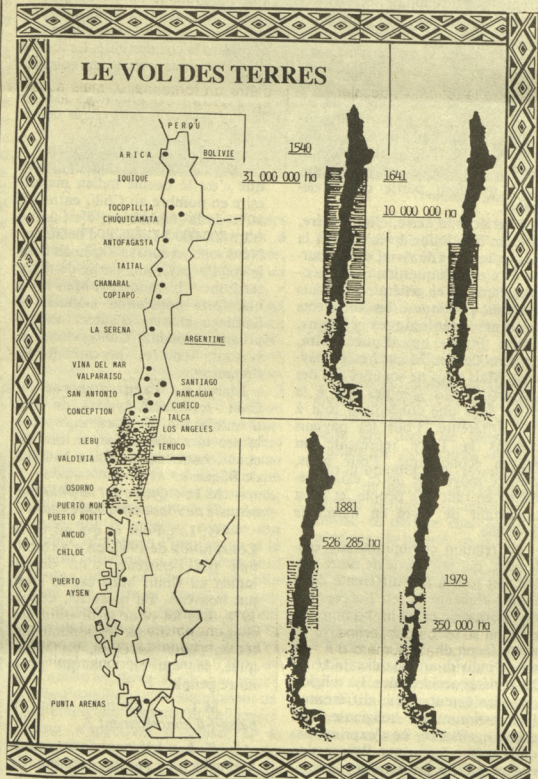 LE VOL DES TERRES
PEROU
BOLIVIE
ARICA
IQUIQUE
TOCOPILLIA
CHUQUICAMATA
ANTOFAGASTA
TAITAL
CHANARAL
COPIAPO
LA SERENA
ARGENTINE
VINA DEL MAR
VALPARAISO
SANTIAGO
SAN ANTONIO
RANCAGUA
CURICO
CONCEPTION
TALCA
LOS ANGELES
LEBU
TEMUCO
VALDIVIA
OSORNO
PUERTO MON
PUERTO MONTT
ANCUD
CHILDE
PUERTO
AYSEN
PUNTA ARENAS
1540
31 000 000 ha
1641
10 000 000 ha
1881
526 285 ha
1979
350 000 ha